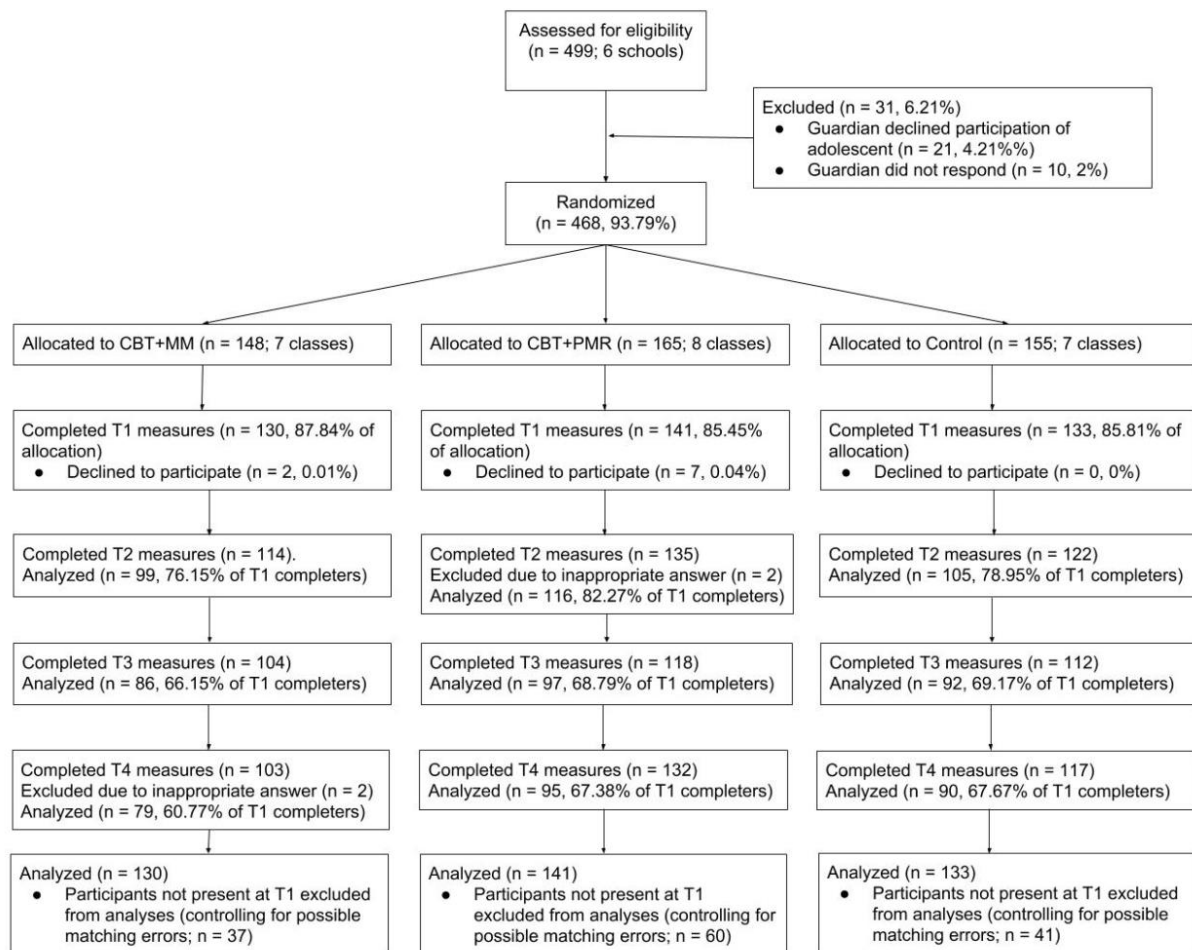 Assessed for eligibility
(n = 499; 6 schools)
Excluded (n = 31, 6.21%)
● Guardian declined participation of
adolescent (n = 21, 4.21%%)
● Guardian did not respond (n = 10, 2%)
Randomized
(n = 468, 93.79%)
Allocated to CBT+MM (n = 148; 7 classes)
Allocated to CBT+PMR (n = 165; 8 classes)
Allocated to Control (n = 155; 7 classes)
Completed T1 measures (n = 130, 87.84% of
allocation)
● Declined to participate (n = 2, 0.01%)
Completed T1 measures (n = 141, 85.45%
of allocation)
● Declined to participate (n = 7, 0.04%)
Completed T1 measures (n = 133, 85.81% of
allocation)
● Declined to participate (n = 0, 0%)
Completed T2 measures (n = 114).
Analyzed (n = 99, 76.15% of T1 completers)
Completed T2 measures (n = 135)
Excluded due to inappropriate answer (n = 2)
Analyzed (n = 116, 82.27% of T1 completers)
Completed T2 measures (n = 122)
Analyzed (n = 105, 78.95% of T1 completers)
Completed T3 measures (n = 104)
Analyzed (n = 86, 66.15% of T1 completers)
Completed T3 measures (n = 118)
Analyzed (n = 97, 68.79% of T1 completers)
Completed T3 measures (n = 112)
Analyzed (n = 92, 69.17% of T1 completers)
Completed T4 measures (n = 103)
Excluded due to inappropriate answer (n = 2)
Analyzed (n = 79, 60.77% of T1 completers)
Completed T4 measures (n = 132)
Analyzed (n = 95, 67.38% of T1 completers)
Completed T4 measures (n = 117)
Analyzed (n = 90, 67.67% of T1 completers)
Analyzed (n = 130)
● Participants not present at T1 excluded
from analyses (controlling for possible
matching errors; n = 37)
Analyzed (n = 141)
● Participants not present at T1
excluded from analyses (controlling for
possible matching errors; n = 60)
Analyzed (n = 133)
● Participants not present at T1 excluded
from analyses (controlling for possible
matching errors; n = 41)